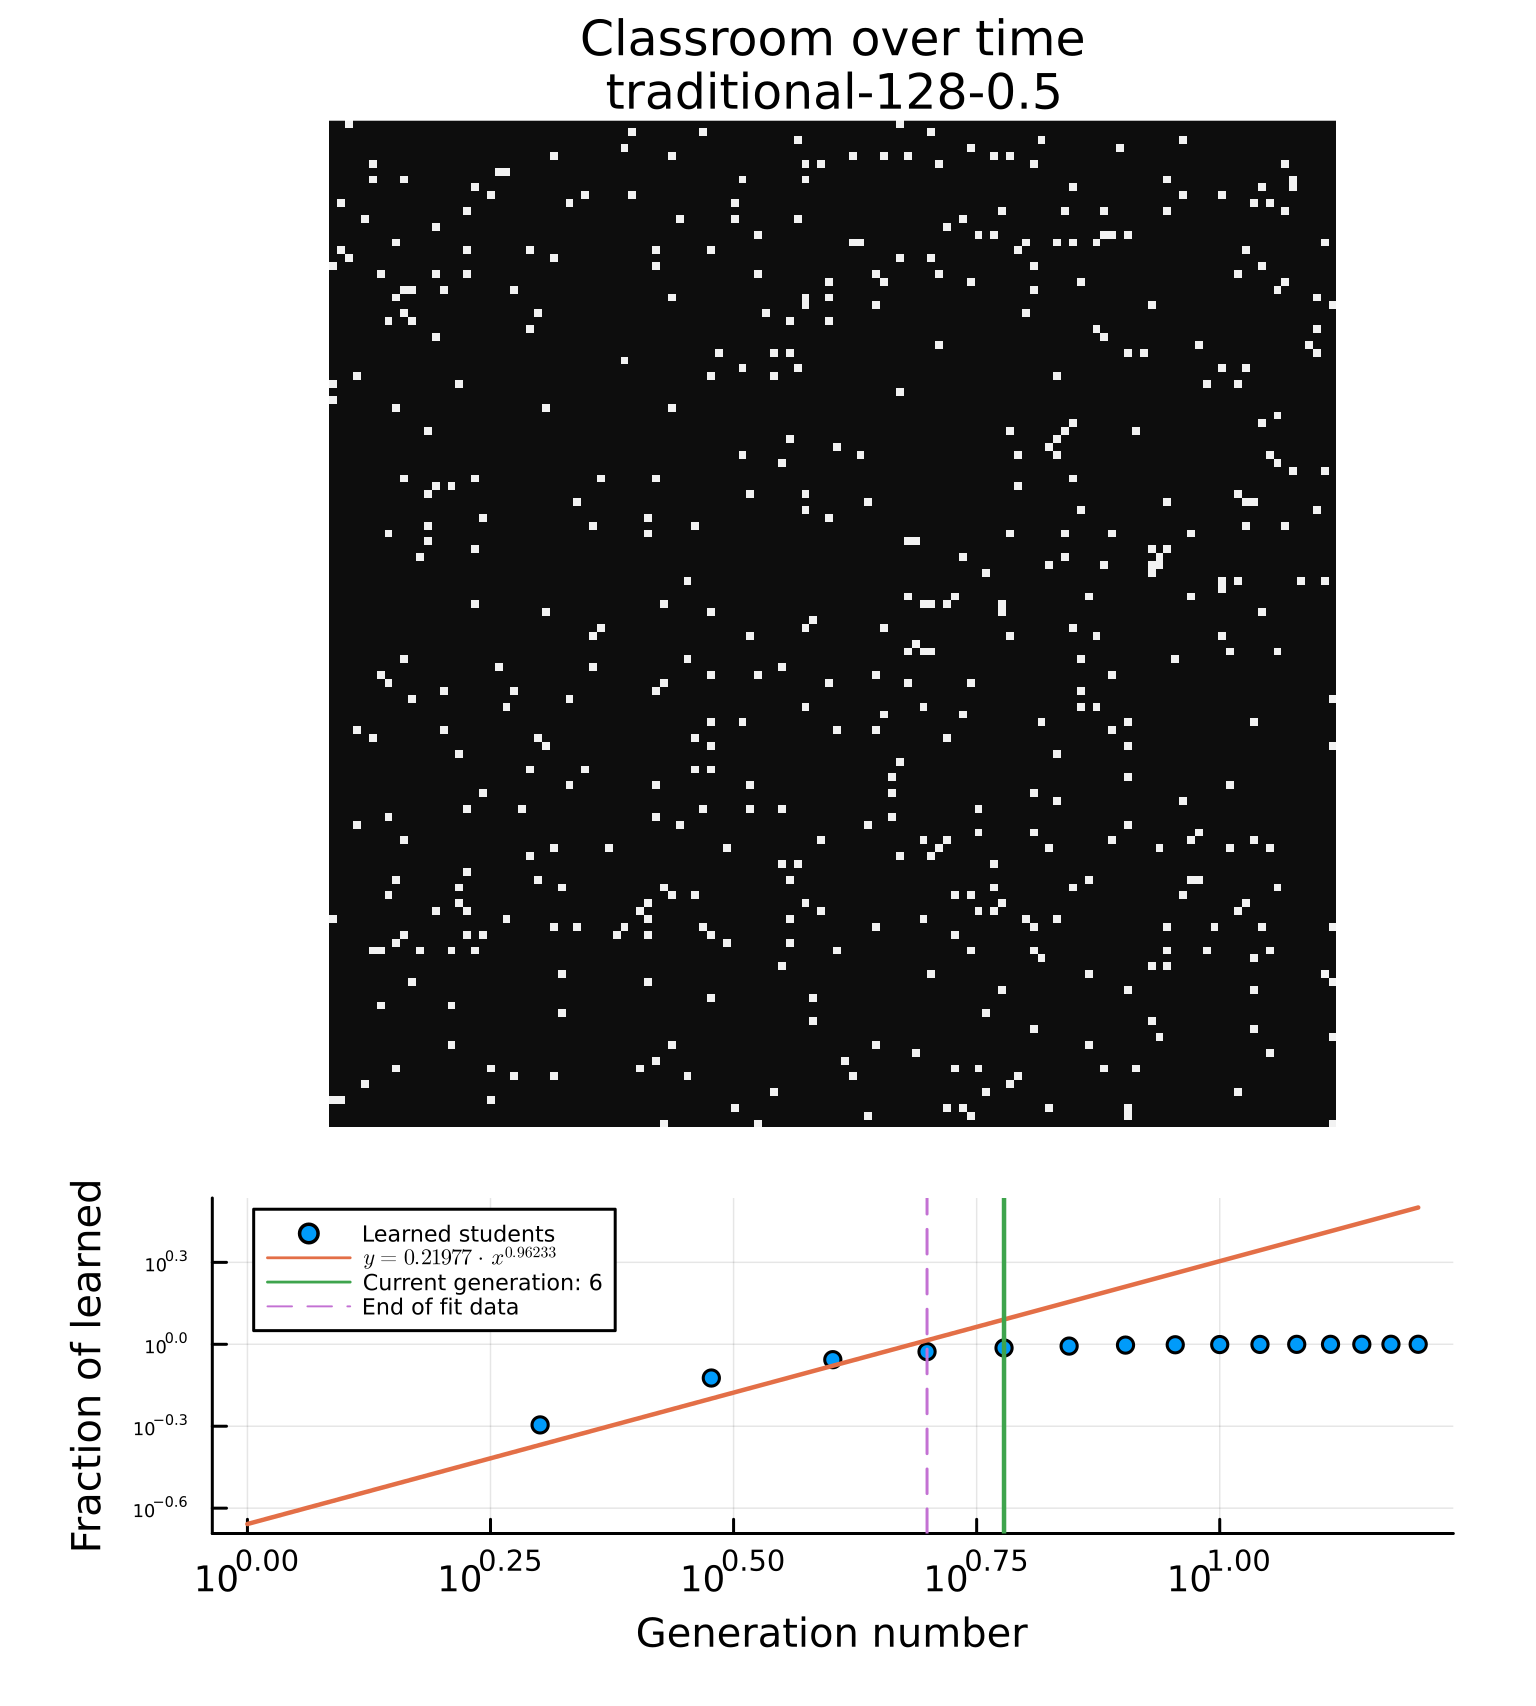 Classroom over time
traditional-128-0.5
Fraction of learned
10^0.3
10^0.0
10^−0.3
10^−0.6
Learned students
y = 0.21977 · x^0.96233
Current generation: 6
End of fit data
10^0.00 10^0.25 10^0.50 10^0.75 10^1.00
Generation number